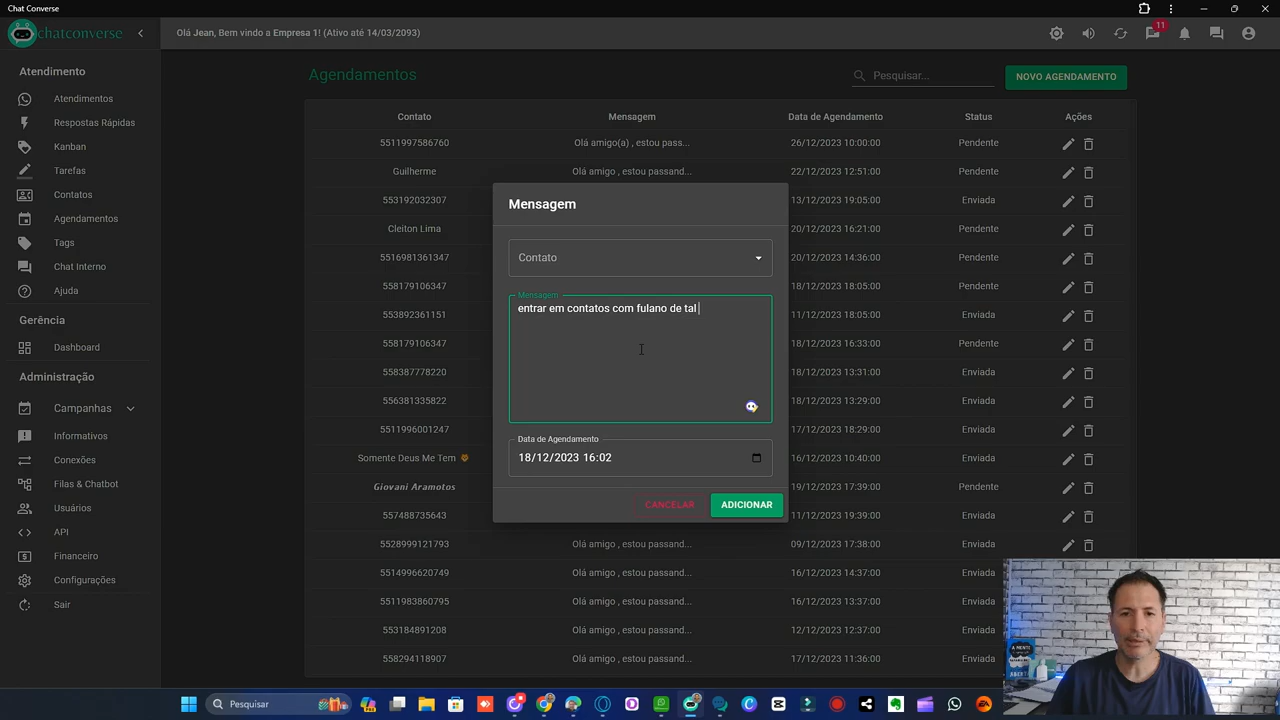 Chat Converse
chatconverse
Olá Jean, Bem vindo a Empresa 1! (Ativo até 14/03/2093)
11
Atendimento
Atendimentos
Respostas Rápidas
Kanban
Tarefas
Contatos
Agendamentos
Tags
Chat Interno
Ajuda
Gerência
Dashboard
Administração
Campanhas
Informativos
Conexões
Filas & Chatbot
Usuários
API
Financeiro
Configurações
Sair
Agendamentos
Pesquisar...
NOVO AGENDAMENTO
Contato Mensagem Data de Agendamento Status Ações
5511997586760 Olá amigo(a) , estou pass... 26/12/2023 10:00:00 Pendente
Guilherme Olá amigo , estou passand... 22/12/2023 12:51:00 Pendente
553192032307 13/12/2023 19:05:00 Enviada
Cleiton Lima 20/12/2023 16:21:00 Pendente
5516981361347 20/12/2023 14:36:00 Pendente
558179106347 18/12/2023 18:05:00 Pendente
553892361151 11/12/2023 18:05:00 Enviada
558179106347 18/12/2023 16:33:00 Pendente
558387778220 18/12/2023 13:31:00 Enviada
556381335822 18/12/2023 13:29:00 Enviada
5511996001247 17/12/2023 18:29:00 Enviada
Somente Deus Me Tem 16/12/2023 10:40:00 Enviada
Giovani Aramotos 19/12/2023 17:39:00 Pendente
557488735643 11/12/2023 19:39:00 Enviada
5528999121793 Olá amigo , estou passand... 09/12/2023 17:38:00 Enviada
5514996620749 Olá amigo , estou passand... 16/12/2023 14:37:00 Enviada
5511983860795 Olá amigo , estou passand... 16/12/2023 13:37:00 Enviada
553184891208 Olá amigo , estou passand... 12/12/2023 12:37:00 Enviada
558294118907 Olá amigo , estou passand... 17/12/2023 11:36:00 Enviada
Mensagem
Contato
Mensagem
entrar em contatos com fulano de tal
Data de Agendamento
18/12/2023 16:02
CANCELAR
ADICIONAR
A MENTE
ABERTA
Pesquisar
EA